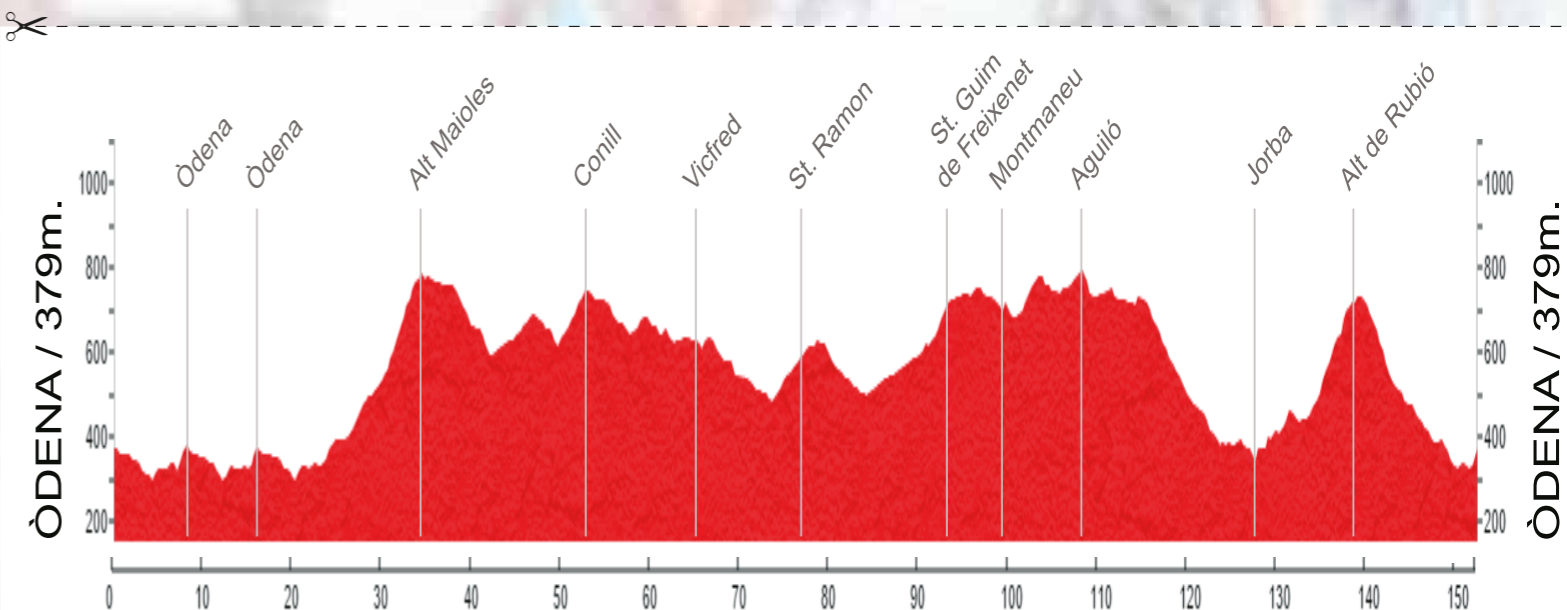 Òdena
Òdena
Alt Maioles
Conill
Vicfred
St. Ramon
St. Guim
de Freixenet
Montmaneu
Aguiló
Jorba
Alt de Rubió
ÒDENA / 379m.
1000
800
600
400
200
1000
800
600
400
200
ÒDENA / 379m.
0 10 20 30 40 50 60 70 80 90 100 110 120 130 140 150